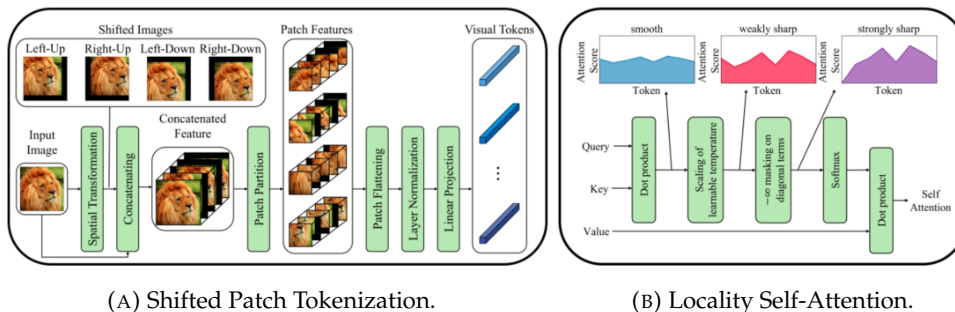 Shifted Images
Left-Up Right-Up Left-Down Right-Down
Patch Features
Visual Tokens
Input
Image
Concatenated
Feature
Spatial Transformation
Concatenating
Patch Partition
Patch Flattening
Layer Normalization
Linear Projection
(A) Shifted Patch Tokenization.
smooth
weakly sharp
strongly sharp
Attention
Score
Token
Attention
Score
Token
Attention
Score
Token
Query
Key
Value
Dot product
Scaling of
learnable temperature
−∞ masking on
diagonal terms
Softmax
Dot product
Self
Attention
(B) Locality Self-Attention.